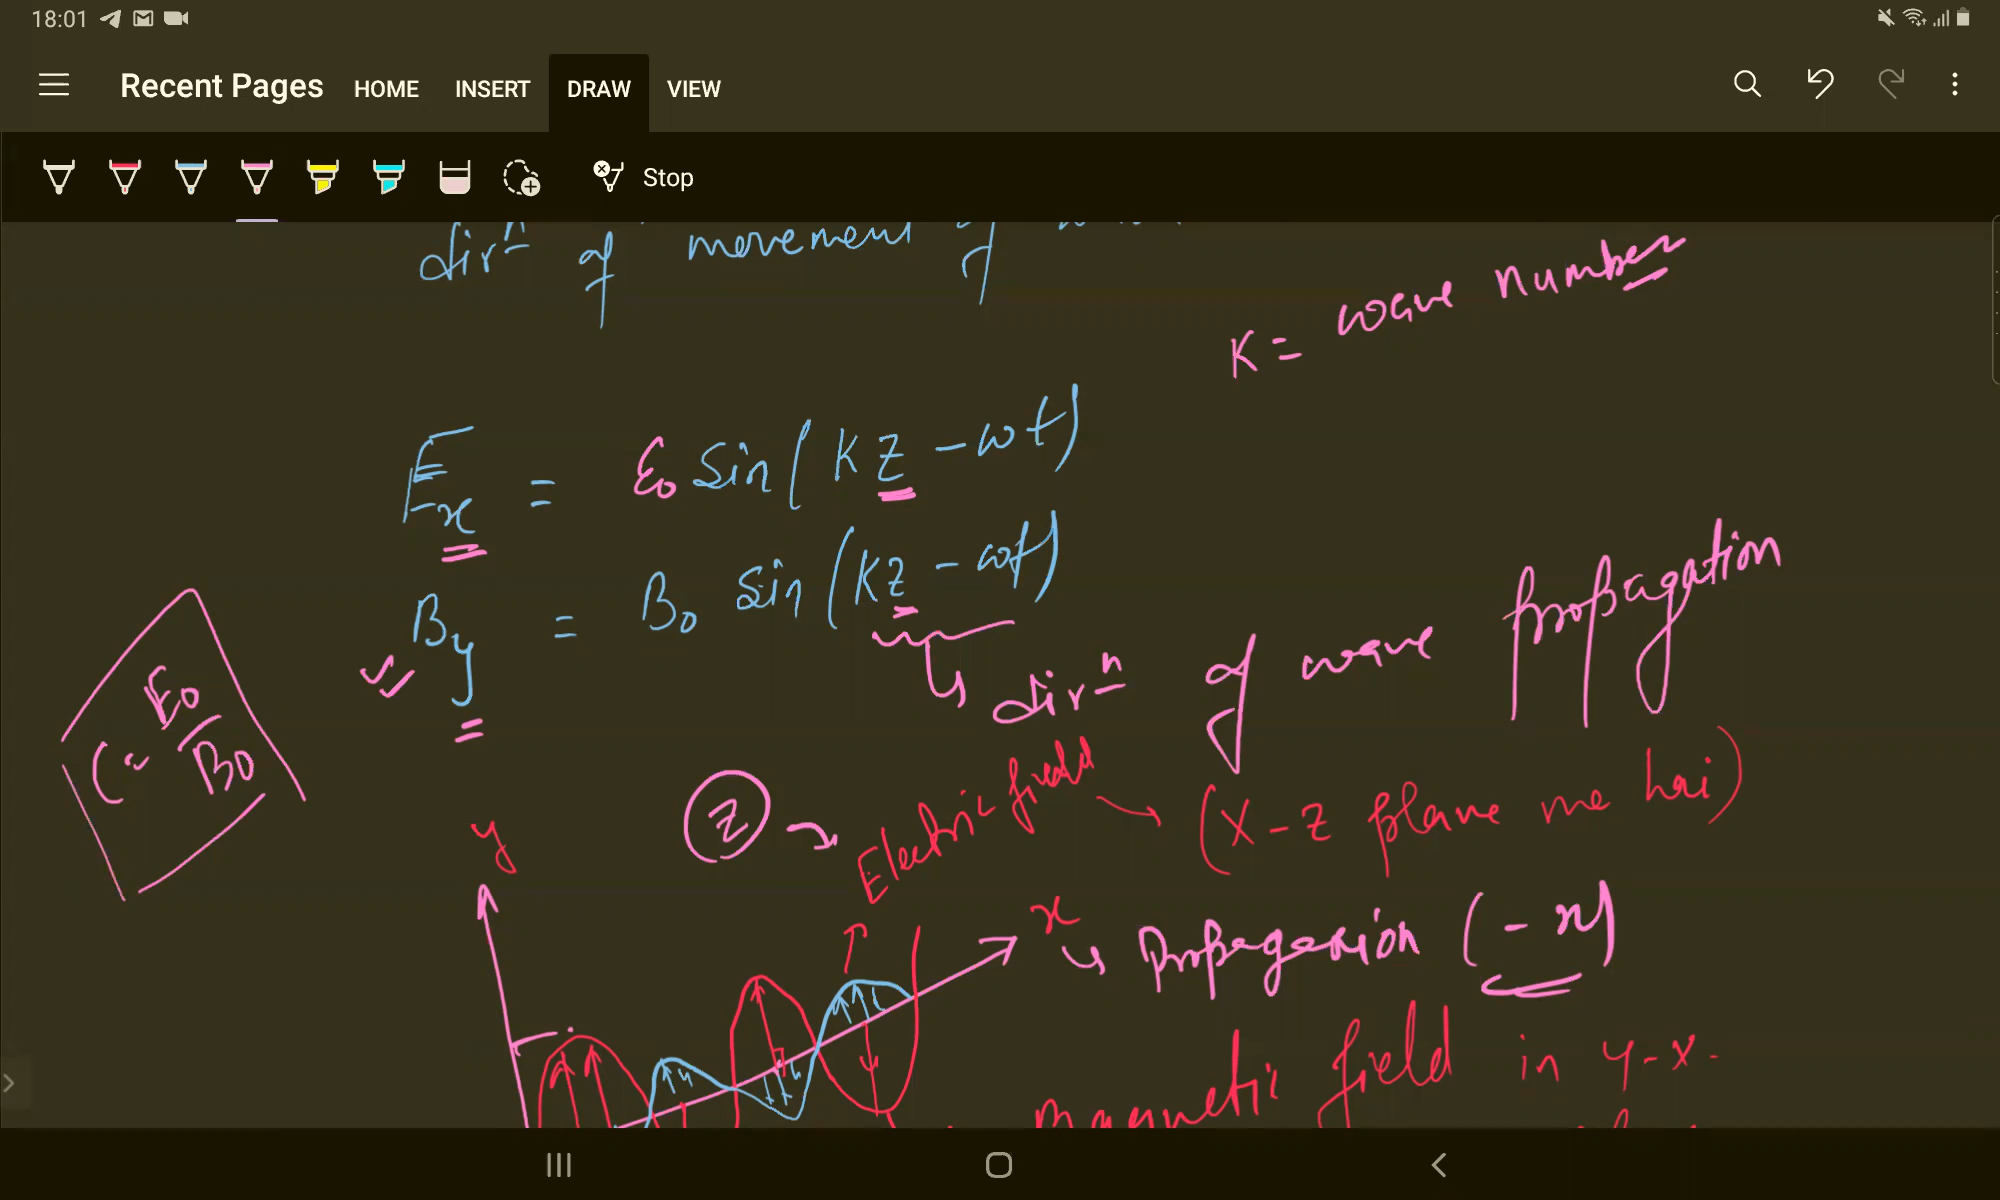 18:01
Recent Pages HOME INSERT DRAW VIEW
Stop
dirⁿ of movement of
K = wave number
Ex = E₀ Sin(KZ - ωt)
By = B₀ Sin(KZ - ωt)
dirⁿ of wave propagation
C = E₀/B₀
Z → Electric field → (X-Z plane me hai)
y
x
Propagation (-x)
magnetic field in y-x.